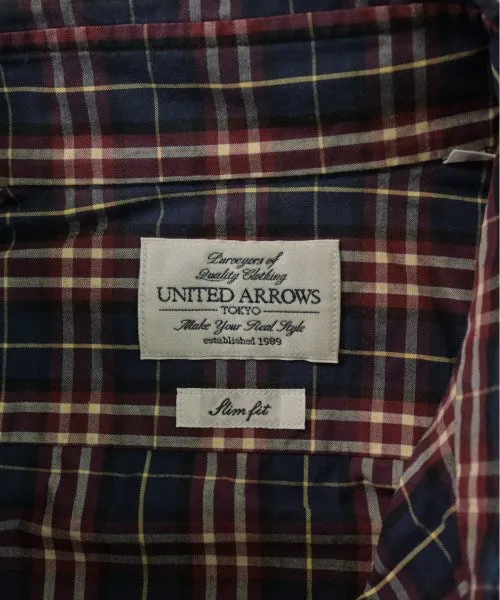 Purveyors of
Quality Clothing
UNITED ARROWS
TOKYO
Make Your Real Style
established 1989
Slim fit